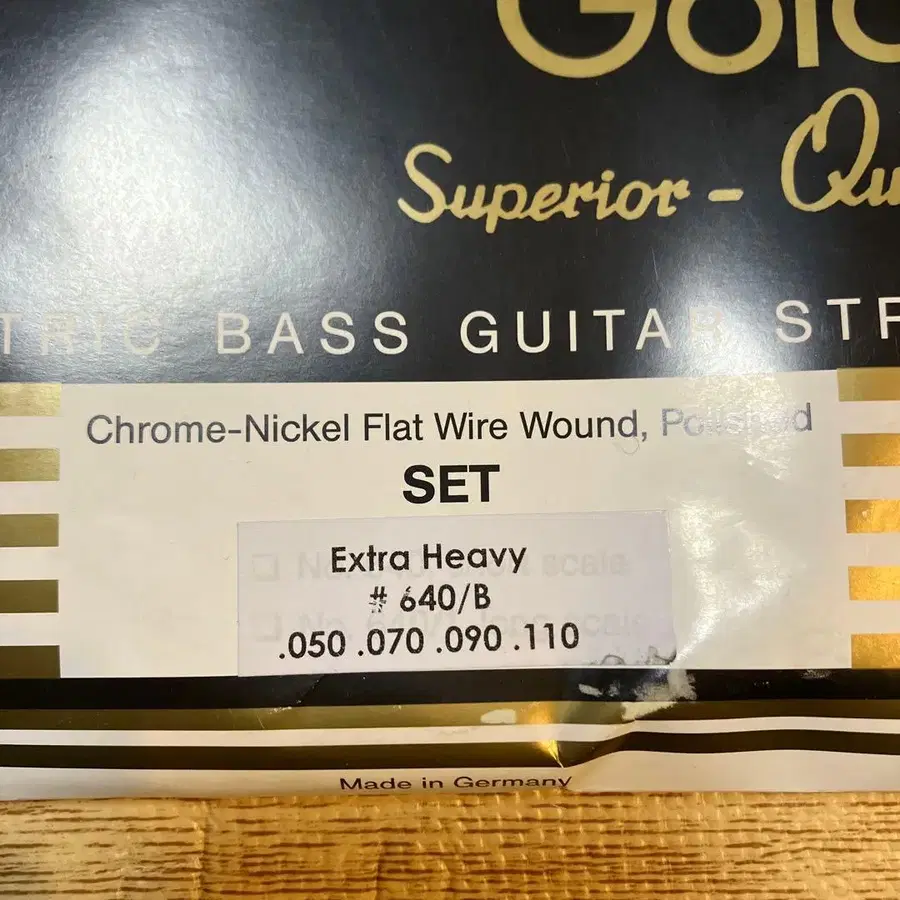 Superior -
BASS GUITAR
Chrome-Nickel Flat Wire Wound, Polished
SET
Extra Heavy
# 640/B
.050 .070 .090 .110
Made in Germany